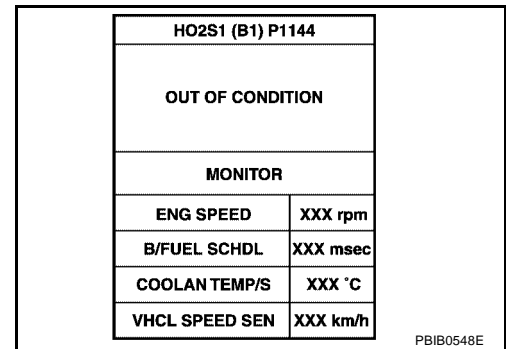 HO2S1 (B1) P1144
OUT OF CONDITION
MONITOR
ENG SPEED XXX rpm
B/FUEL SCHDL XXX msec
COOLAN TEMP/S XXX °C
VHCL SPEED SEN XXX km/h
PBIB0548E